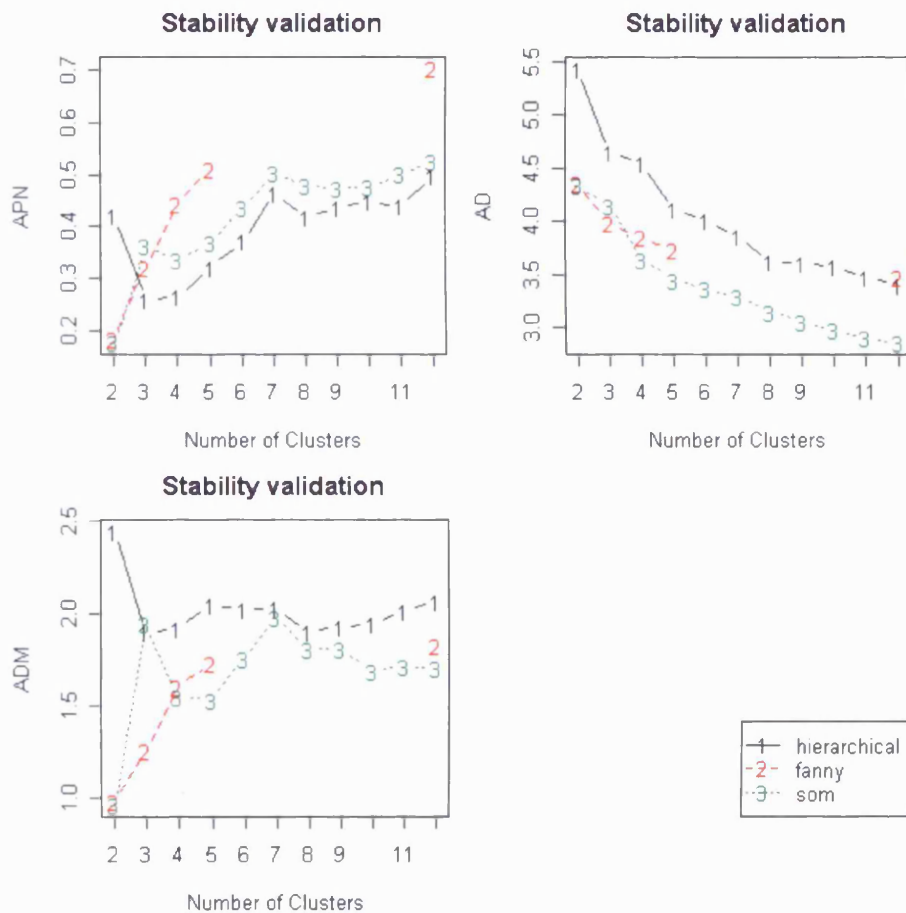 Stability validation
APN
0.2 0.3 0.4 0.5 0.6 0.7
2 3 4 5 6 7 8 9 11
Number of Clusters
Stability validation
AD
3.0 3.5 4.0 4.5 5.0 5.5
2 3 4 5 6 7 8 9 11
Number of Clusters
Stability validation
ADM
1.0 1.5 2.0 2.5
2 3 4 5 6 7 8 9 11
Number of Clusters
1 hierarchical
2 fanny
3 som